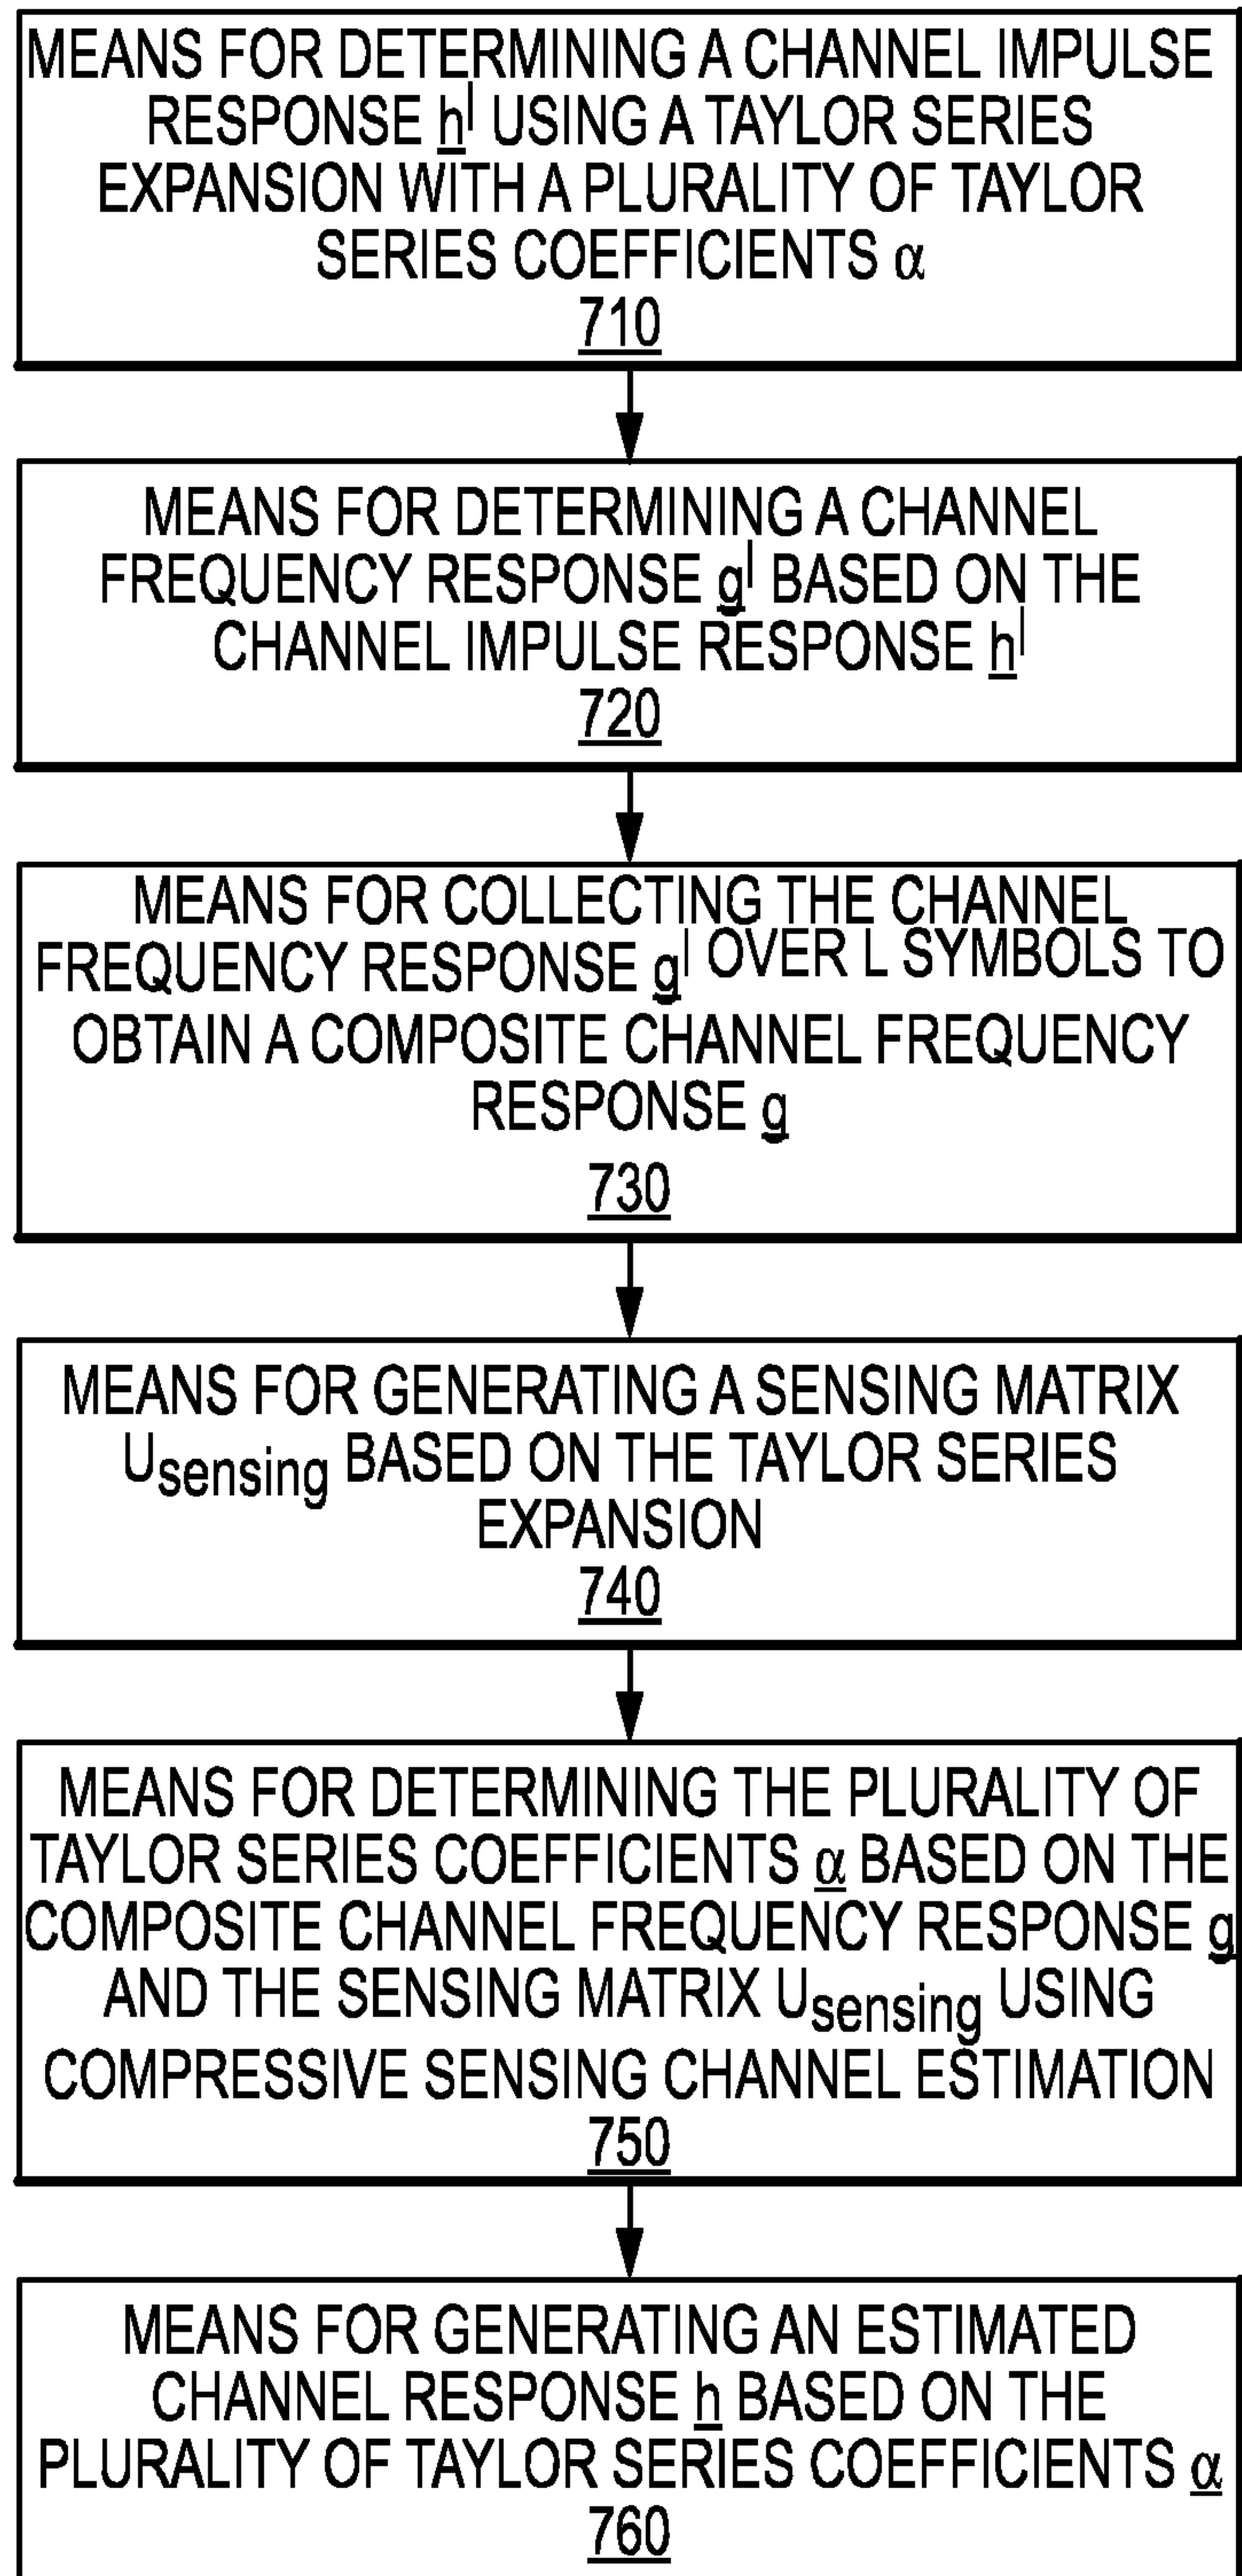 MEANS FOR DETERMINING A CHANNEL IMPULSE
RESPONSE h^l USING A TAYLOR SERIES
EXPANSION WITH A PLURALITY OF TAYLOR
SERIES COEFFICIENTS α
710
MEANS FOR DETERMINING A CHANNEL
FREQUENCY RESPONSE g^l BASED ON THE
CHANNEL IMPULSE RESPONSE h^l
720
MEANS FOR COLLECTING THE CHANNEL
FREQUENCY RESPONSE g^l OVER L SYMBOLS TO
OBTAIN A COMPOSITE CHANNEL FREQUENCY
RESPONSE g
730
MEANS FOR GENERATING A SENSING MATRIX
Usensing BASED ON THE TAYLOR SERIES
EXPANSION
740
MEANS FOR DETERMINING THE PLURALITY OF
TAYLOR SERIES COEFFICIENTS α BASED ON THE
COMPOSITE CHANNEL FREQUENCY RESPONSE g
AND THE SENSING MATRIX Usensing USING
COMPRESSIVE SENSING CHANNEL ESTIMATION
750
MEANS FOR GENERATING AN ESTIMATED
CHANNEL RESPONSE h BASED ON THE
PLURALITY OF TAYLOR SERIES COEFFICIENTS α
760